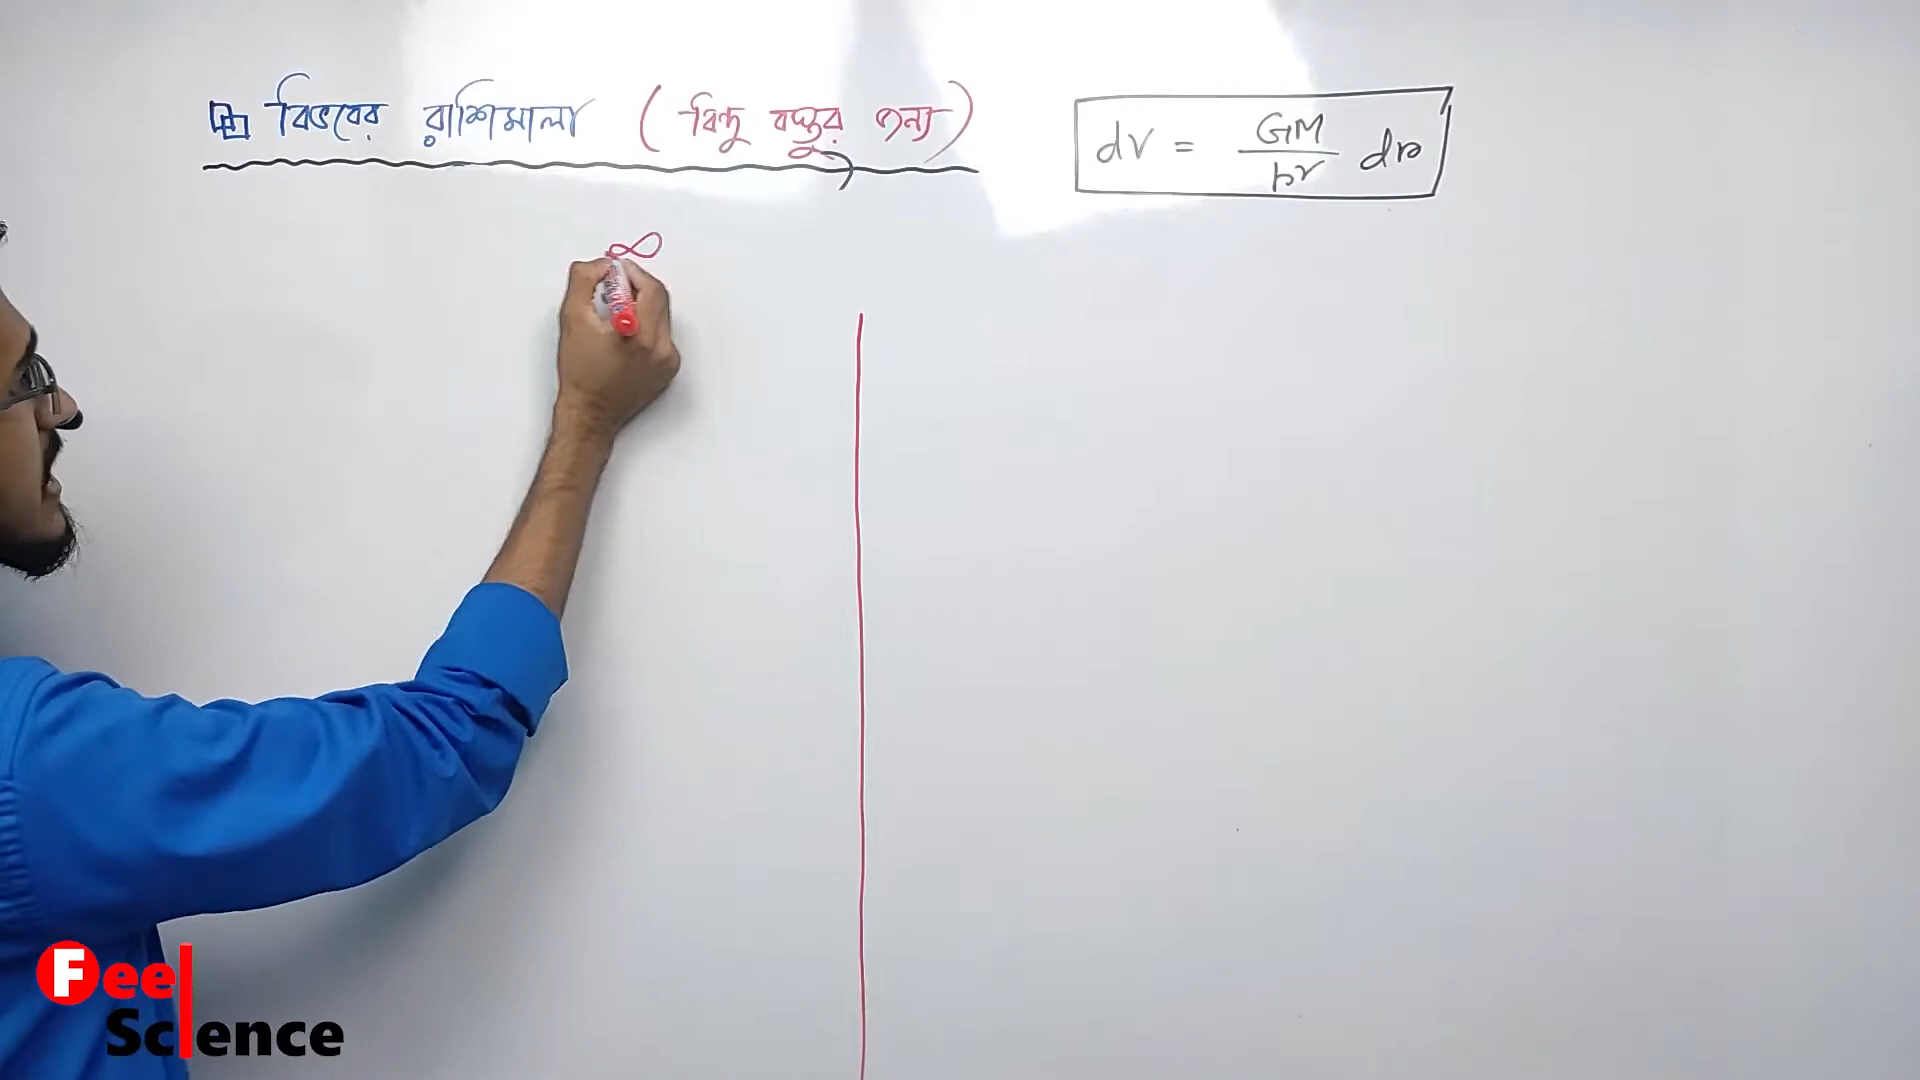 বিভবের রাশিমালা (বিন্দু বস্তুর জন্য)
dV = GM/r² dr
∞
Feel
Science